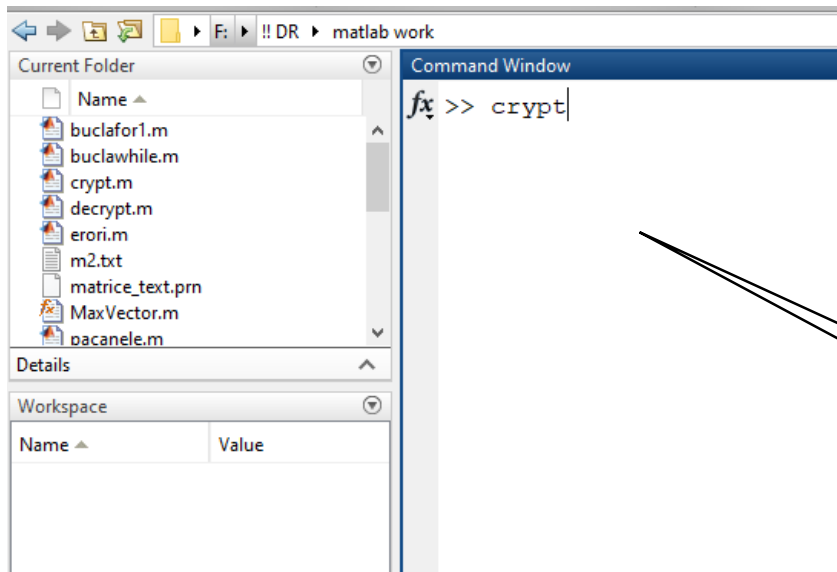 F: !! DR matlab work
Current Folder
Name
buclafor1.m
buclawhile.m
crypt.m
decrypt.m
erori.m
m2.txt
matrice_text.prn
MaxVector.m
pacanele.m
Details
Workspace
Name Value
Command Window
fx >> crypt